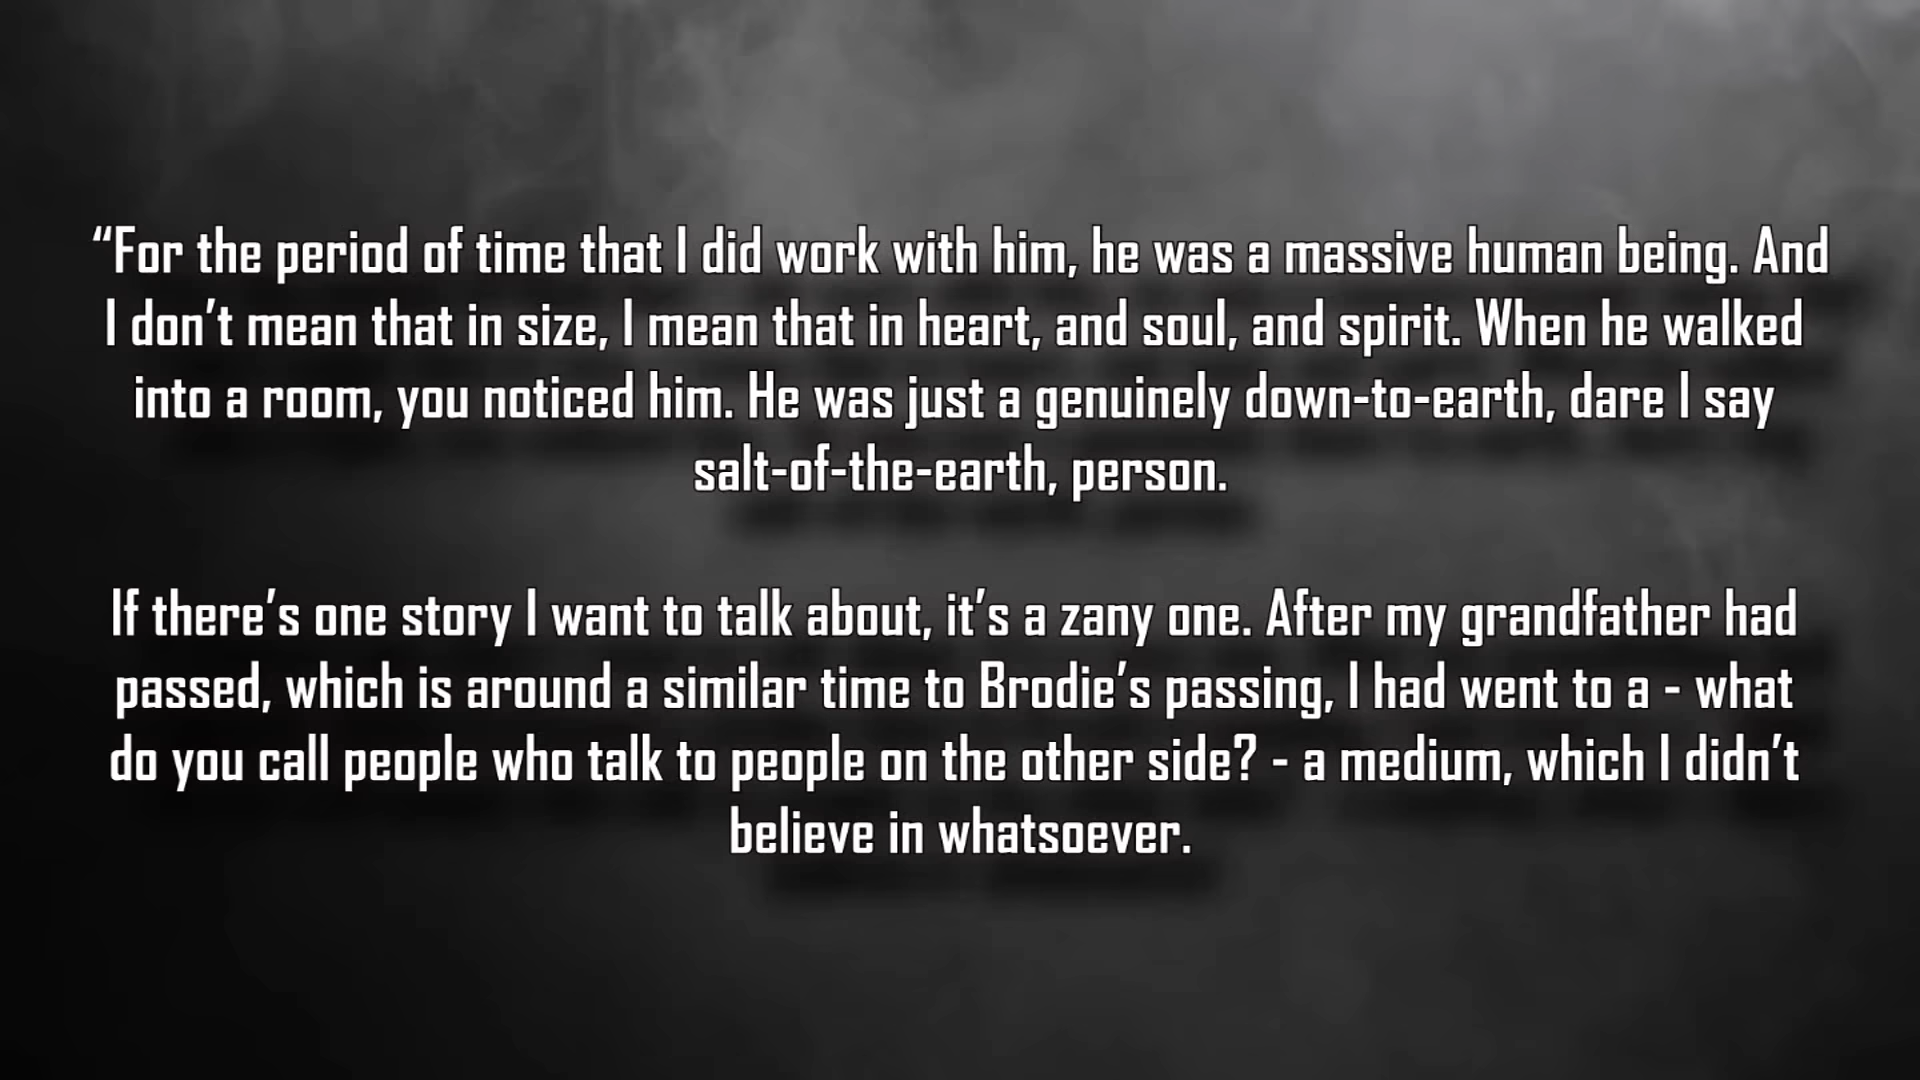 “For the period of time that I did work with him, he was a massive human being. And
I don’t mean that in size, I mean that in heart, and soul, and spirit. When he walked
into a room, you noticed him. He was just a genuinely down-to-earth, dare I say
salt-of-the-earth, person.
If there’s one story I want to talk about, it’s a zany one. After my grandfather had
passed, which is around a similar time to Brodie’s passing, I had went to a - what
do you call people who talk to people on the other side? - a medium, which I didn’t
believe in whatsoever.